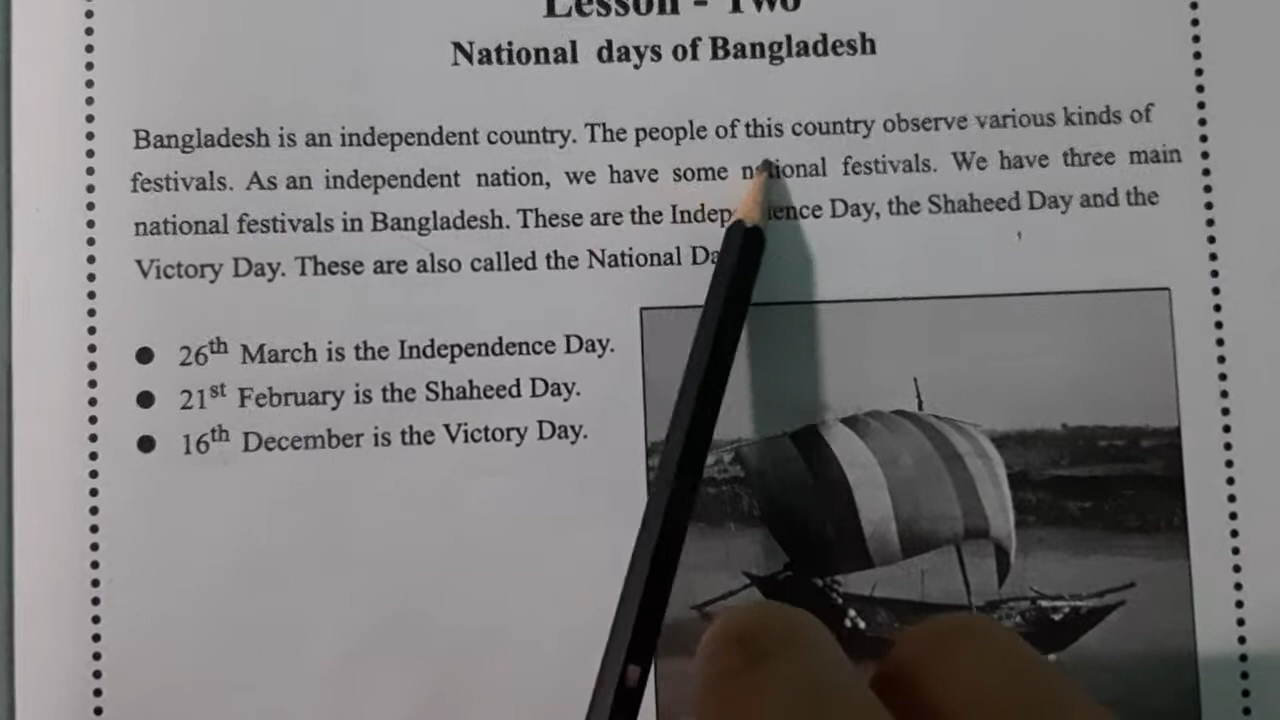 Lesson - Two
National days of Bangladesh
Bangladesh is an independent country. The people of this country observe various kinds of
festivals. As an independent nation, we have some national festivals. We have three main
national festivals in Bangladesh. These are the Independence Day, the Shaheed Day and the
Victory Day. These are also called the National
26th March is the Independence Day.
21st February is the Shaheed Day.
16th December is the Victory Day.